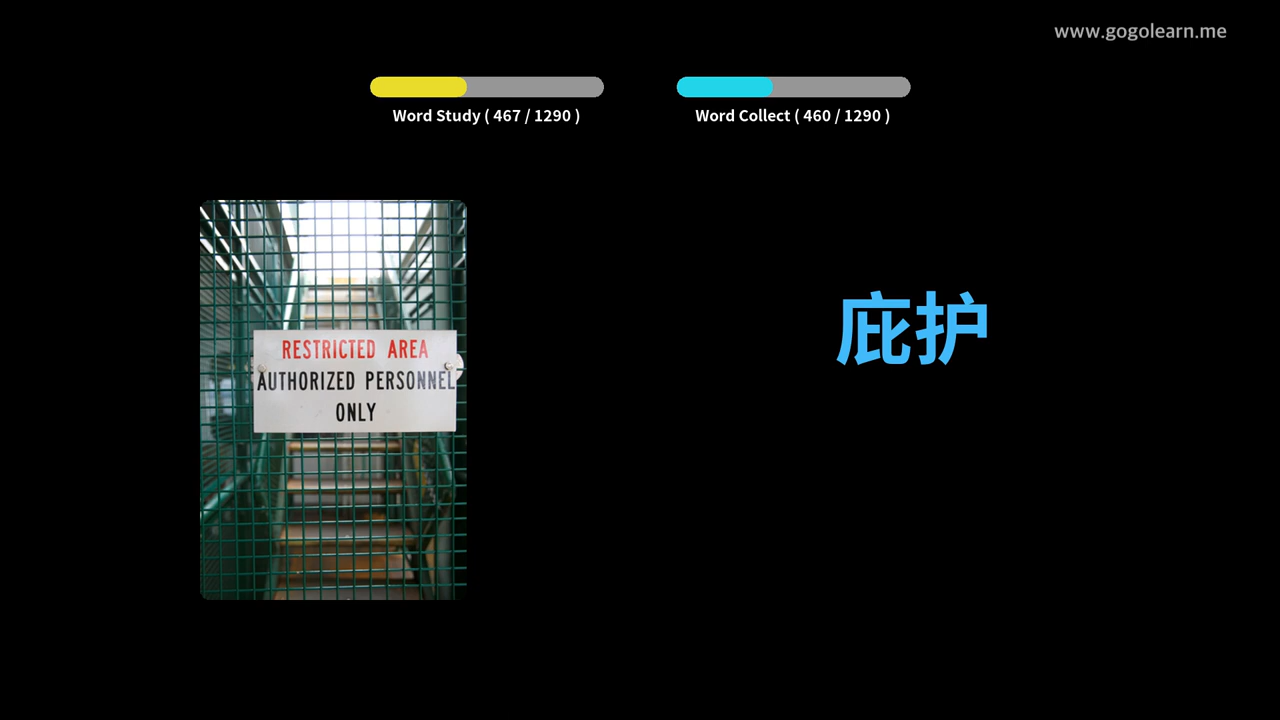 www.gogolearn.me
Word Study ( 467 / 1290 )
Word Collect ( 460 / 1290 )
RESTRICTED AREA
AUTHORIZED PERSONNEL
ONLY
庇护